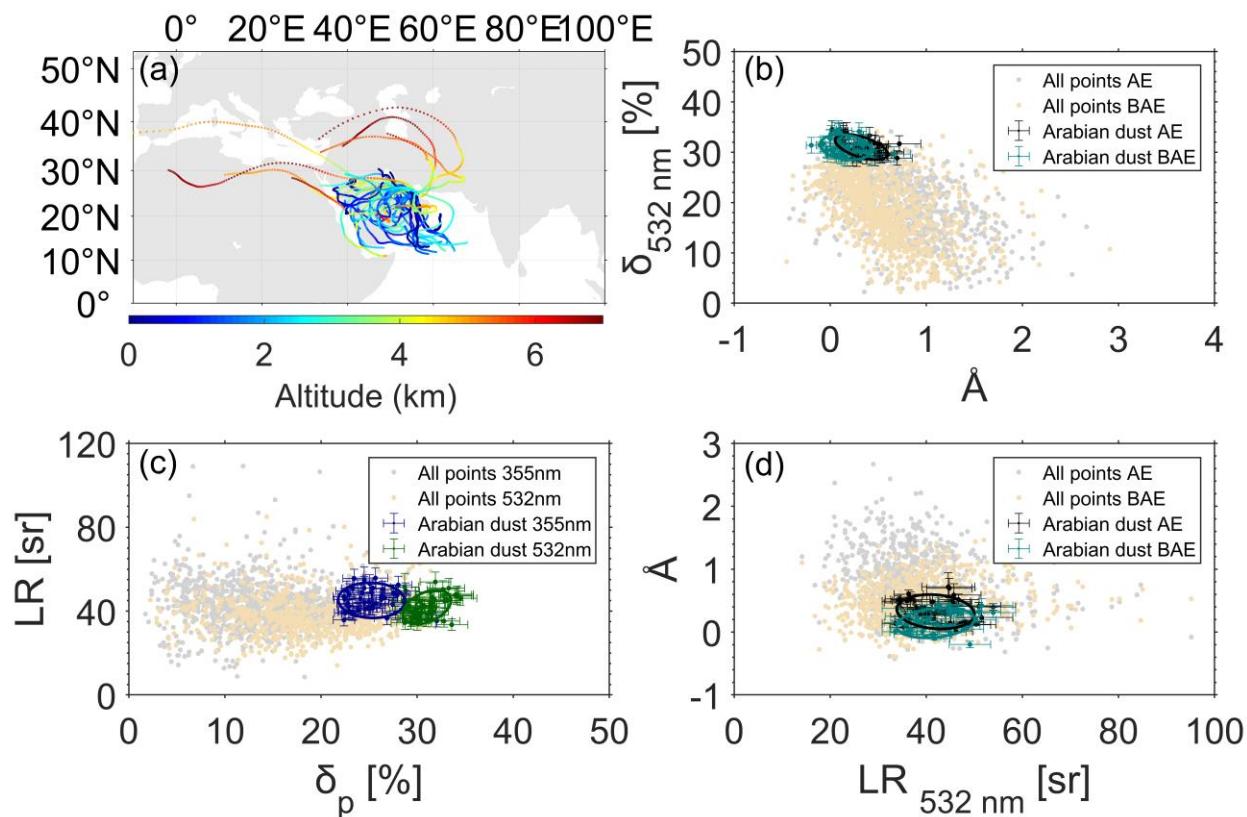 0° 20°E 40°E 60°E 80°E 100°E
(a)
50°N
40°N
30°N
20°N
10°N
0°
0 2 4 6
Altitude (km)
(b)
50
40
30
20
10
0
δ532 nm [%]
All points AE
All points BAE
Arabian dust AE
Arabian dust BAE
-1 0 1 2 3 4
Å
(c)
120
80
40
0
LR [sr]
All points 355nm
All points 532nm
Arabian dust 355nm
Arabian dust 532nm
0 10 20 30 40 50
δp [%]
(d)
3
2
1
0
-1
Å
All points AE
All points BAE
Arabian dust AE
Arabian dust BAE
0 20 40 60 80 100
LR 532 nm [sr]